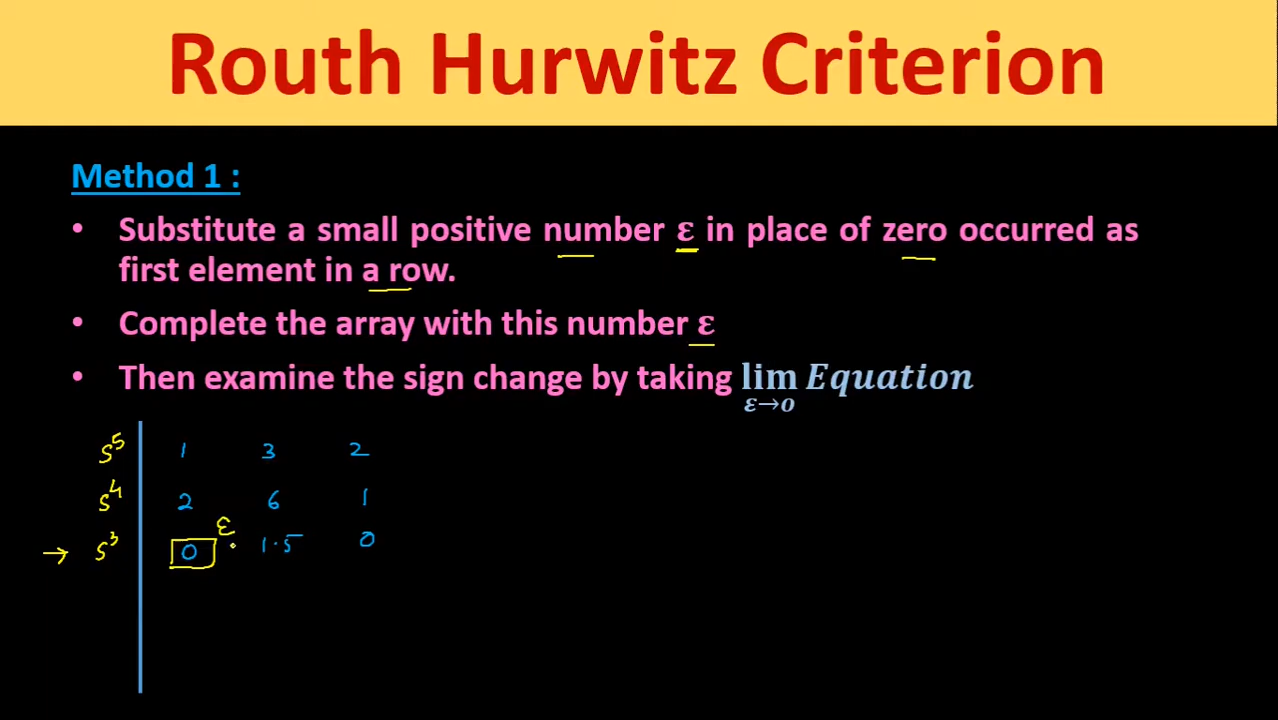 Routh Hurwitz Criterion
Method 1 :
• Substitute a small positive number ε in place of zero occurred as
first element in a row.
• Complete the array with this number ε
• Then examine the sign change by taking lim Equation
ε→0
s⁵ 1 3 2
s⁴ 2 6 1
ε
→ s³ 0 1.5 0